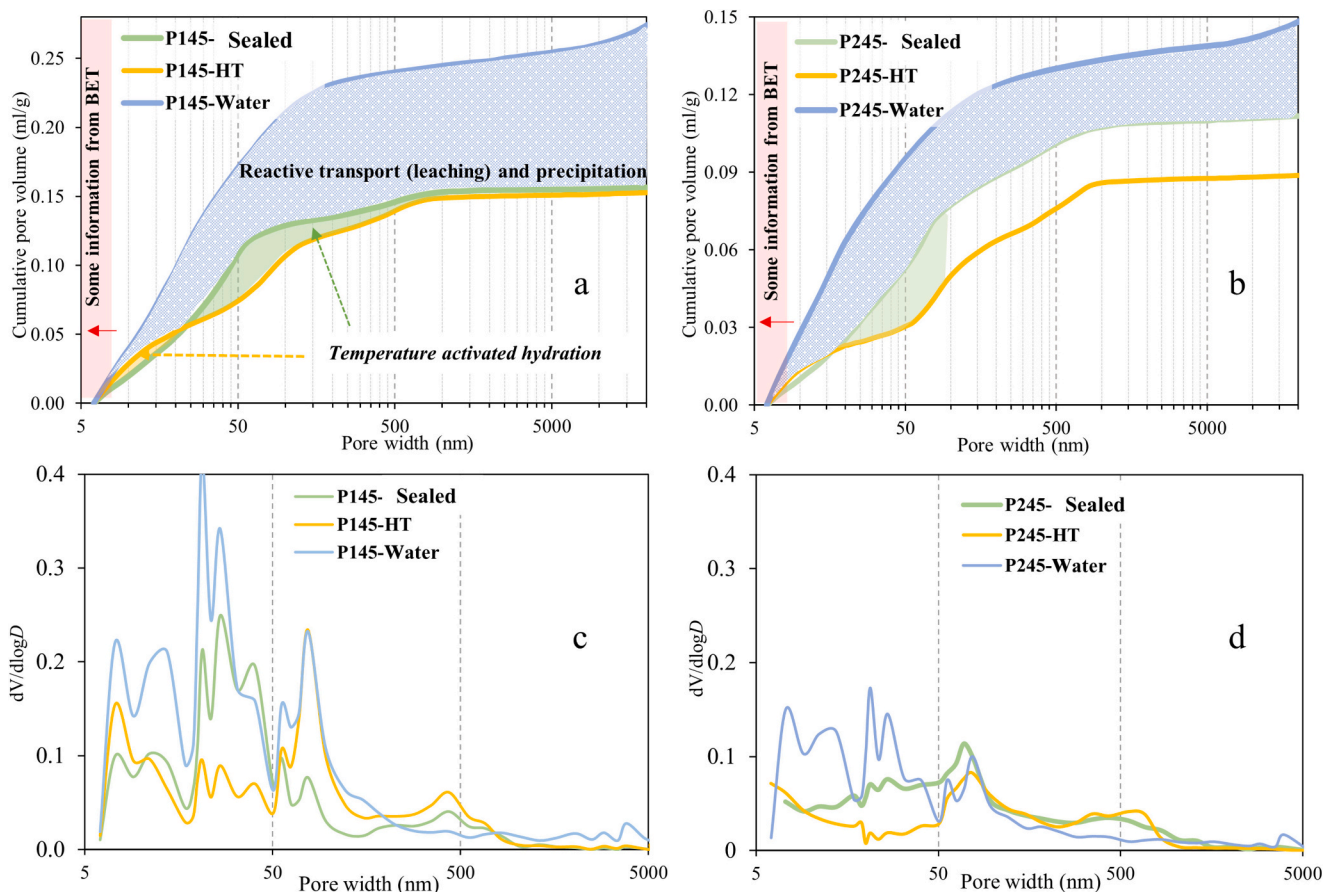 Cumulative pore volume (ml/g)
0.25
0.20
0.15
0.10
0.05
0.00
Some information from BET
P145- Sealed
P145-HT
P145-Water
Reactive transport (leaching) and precipitation
a
Temperature activated hydration
5
50
500
5000
Pore width (nm)
Cumulative pore volume (ml/g)
0.15
0.12
0.09
0.06
0.03
0.00
Some information from BET
P245- Sealed
P245-HT
P245-Water
b
5
50
500
5000
Pore width (nm)
dV/dlogD
0.4
0.3
0.2
0.1
0.0
P145- Sealed
P145-HT
P145-Water
c
5
50
500
5000
Pore width (nm)
dV/dlogD
0.4
0.3
0.2
0.1
0
P245- Sealed
P245-HT
P245-Water
d
5
50
500
5000
Pore width (nm)